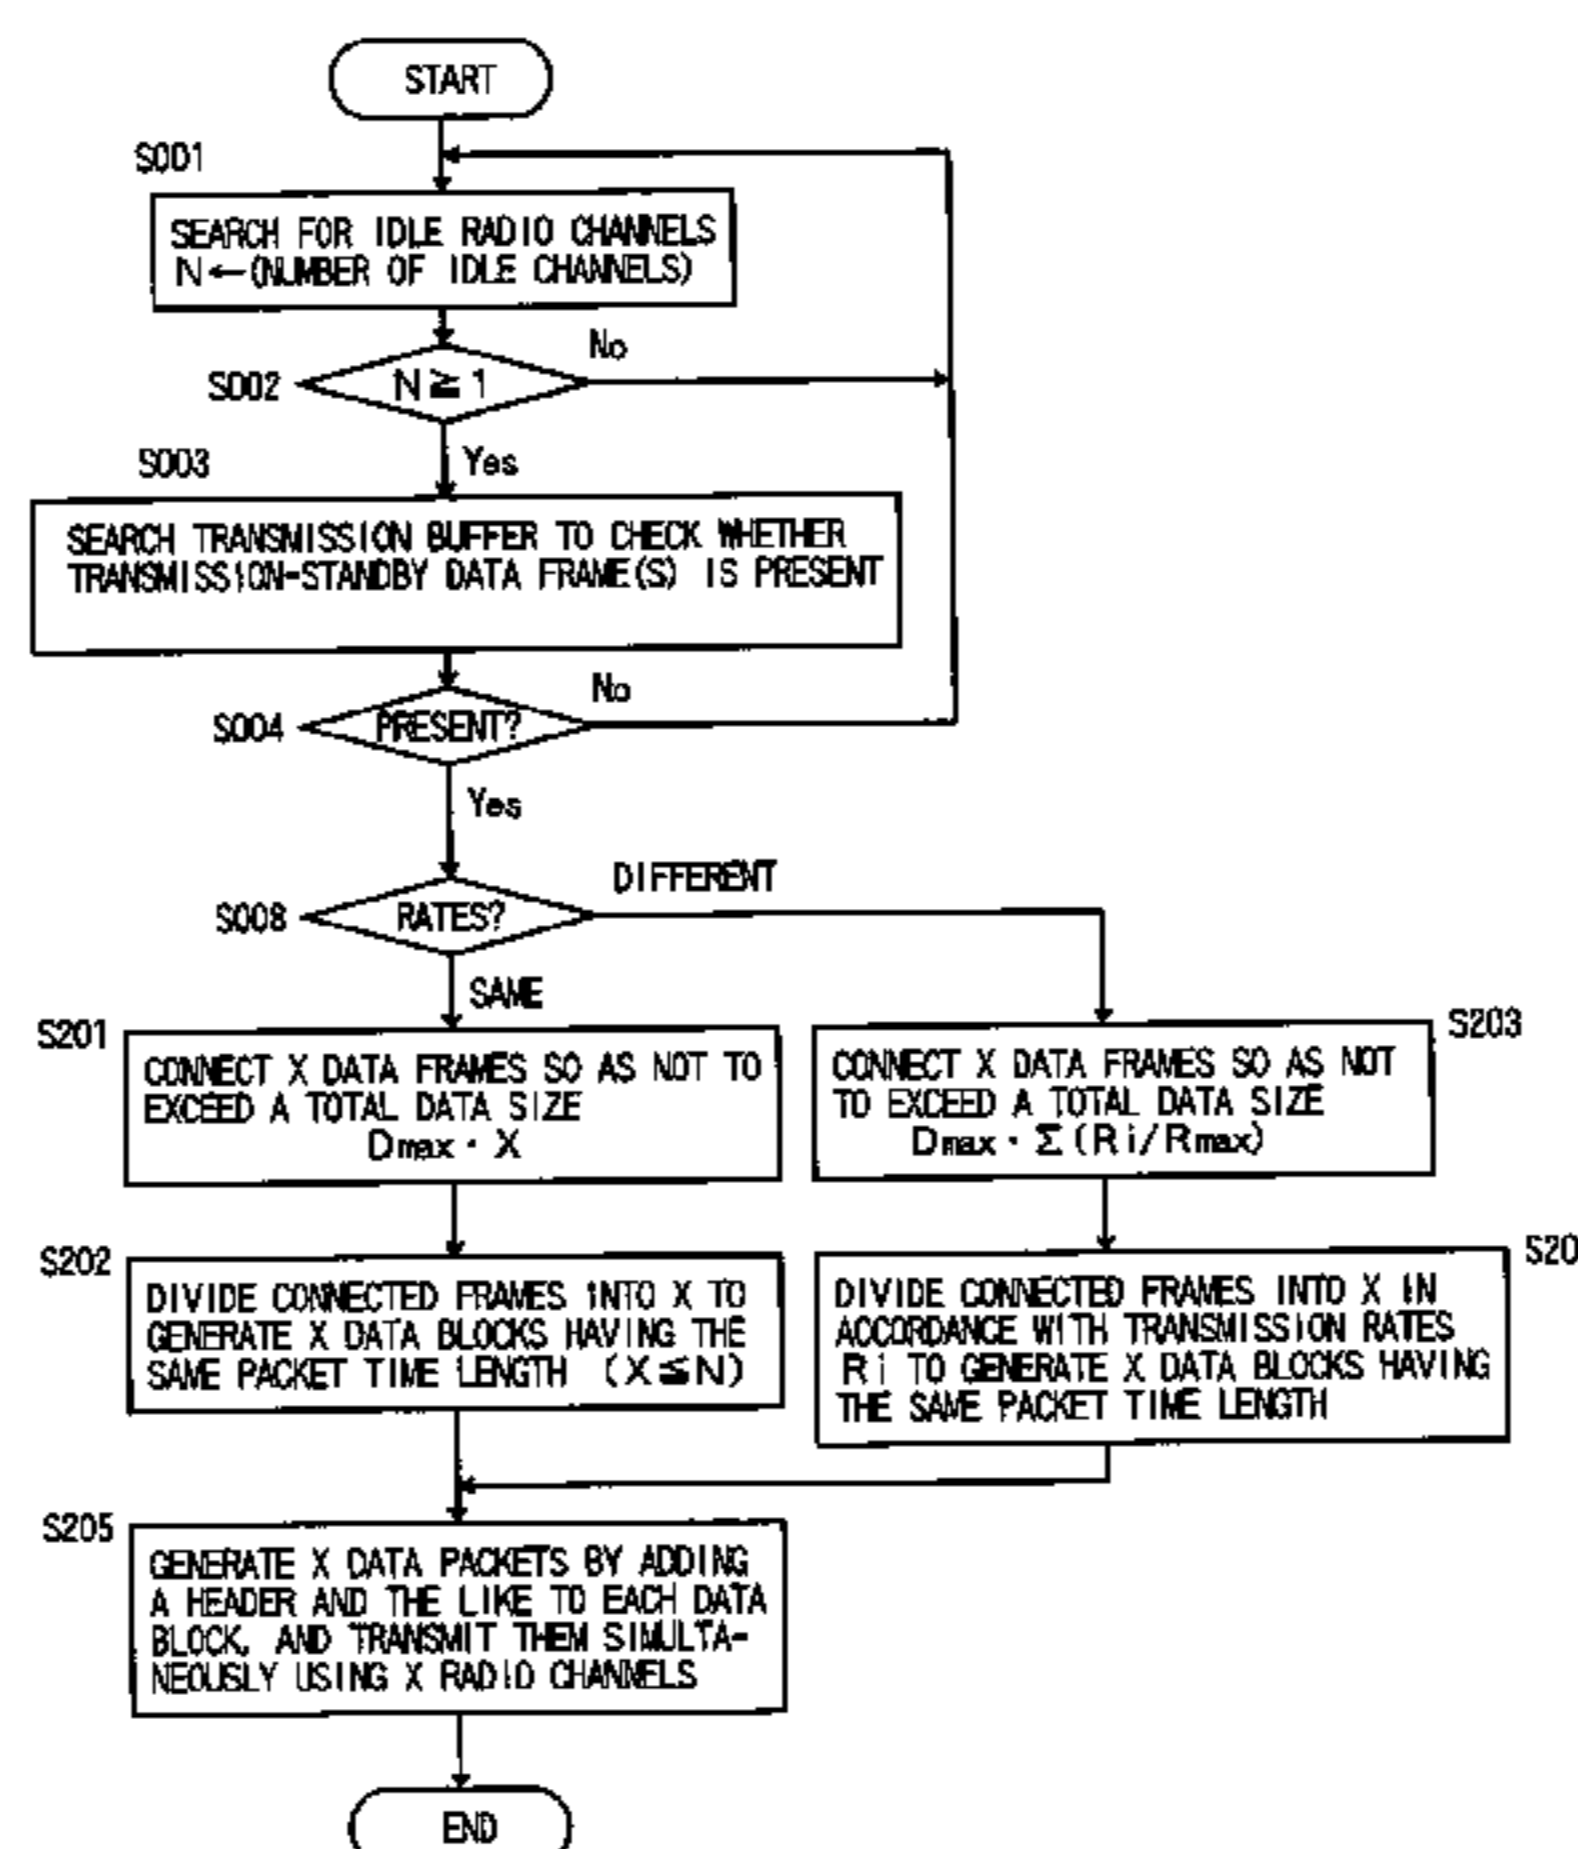 START
S001
SEARCH FOR IDLE RADIO CHANNELS
N←(NUMBER OF IDLE CHANNELS)
No
S002
N≧1
Yes
S003
SEARCH TRANSMISSION BUFFER TO CHECK WHETHER
TRANSMISSION-STANDBY DATA FRAME(S) IS PRESENT
No
S004
PRESENT?
Yes
DIFFERENT
S008
RATES?
SAME
S201
CONNECT X DATA FRAMES SO AS NOT TO
EXCEED A TOTAL DATA SIZE
Dmax・X
S203
CONNECT X DATA FRAMES SO AS NOT
TO EXCEED A TOTAL DATA SIZE
Dmax・Σ(Ri/Rmax)
S202
DIVIDE CONNECTED FRAMES INTO X TO
GENERATE X DATA BLOCKS HAVING THE
SAME PACKET TIME LENGTH (X≦N)
S20
DIVIDE CONNECTED FRAMES INTO X IN
ACCORDANCE WITH TRANSMISSION RATES
Ri TO GENERATE X DATA BLOCKS HAVING
THE SAME PACKET TIME LENGTH
S205
GENERATE X DATA PACKETS BY ADDING
A HEADER AND THE LIKE TO EACH DATA
BLOCK, AND TRANSMIT THEM SIMULTA-
NEOUSLY USING X RADIO CHANNELS
END